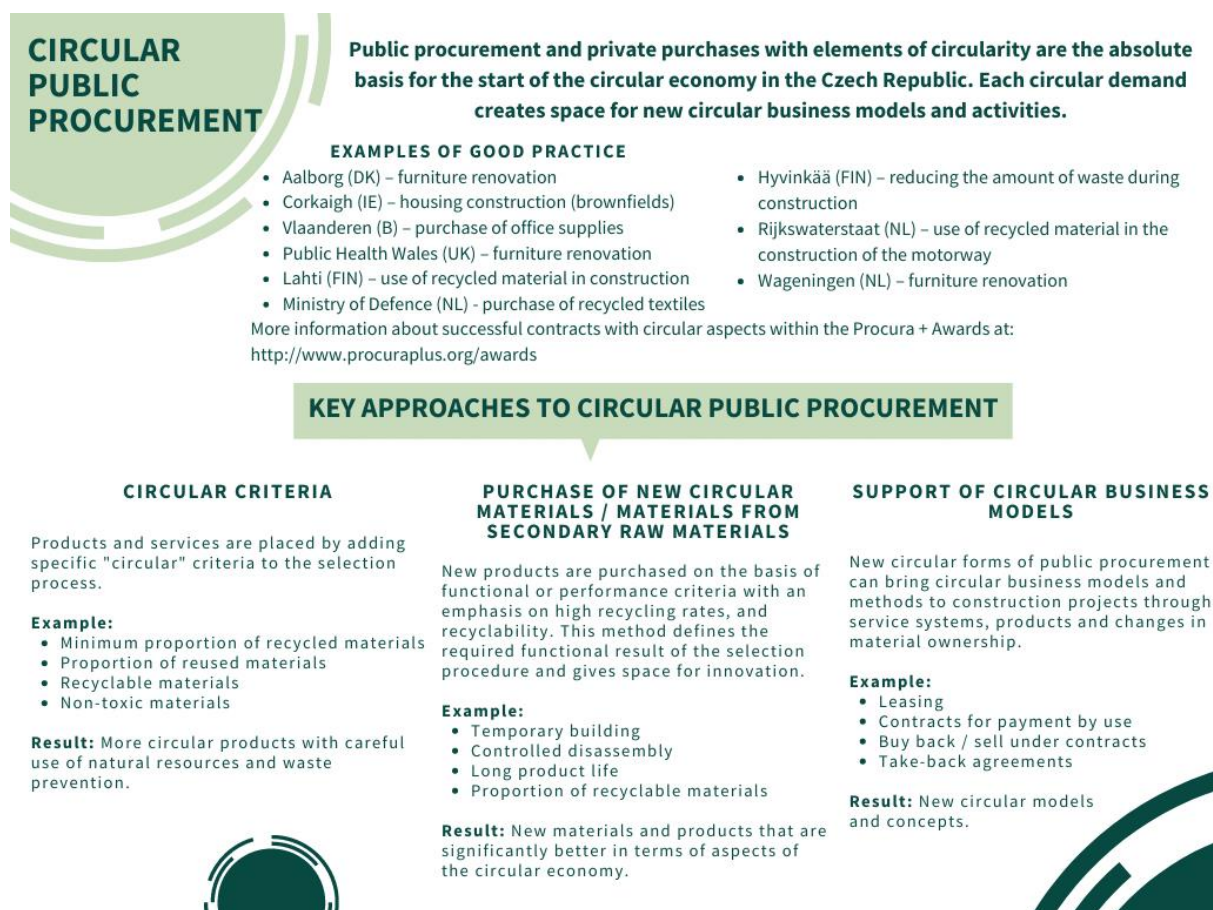 CIRCULAR
PUBLIC
PROCUREMENT
Public procurement and private purchases with elements of circularity are the absolute
basis for the start of the circular economy in the Czech Republic. Each circular demand
creates space for new circular business models and activities.
EXAMPLES OF GOOD PRACTICE
• Aalborg (DK) – furniture renovation
• Corkaigh (IE) – housing construction (brownfields)
• Vlaanderen (B) – purchase of office supplies
• Public Health Wales (UK) – furniture renovation
• Lahti (FIN) – use of recycled material in construction
• Ministry of Defence (NL) - purchase of recycled textiles
• Hyvinkää (FIN) – reducing the amount of waste during
construction
• Rijkswaterstaat (NL) – use of recycled material in the
construction of the motorway
• Wageningen (NL) – furniture renovation
More information about successful contracts with circular aspects within the Procura + Awards at:
http://www.procuraplus.org/awards
KEY APPROACHES TO CIRCULAR PUBLIC PROCUREMENT
CIRCULAR CRITERIA
Products and services are placed by adding
specific "circular" criteria to the selection
process.
Example:
• Minimum proportion of recycled materials
• Proportion of reused materials
• Recyclable materials
• Non-toxic materials
Result: More circular products with careful
use of natural resources and waste
prevention.
PURCHASE OF NEW CIRCULAR
MATERIALS / MATERIALS FROM
SECONDARY RAW MATERIALS
New products are purchased on the basis of
functional or performance criteria with an
emphasis on high recycling rates, and
recyclability. This method defines the
required functional result of the selection
procedure and gives space for innovation.
Example:
• Temporary building
• Controlled disassembly
• Long product life
• Proportion of recyclable materials
Result: New materials and products that are
significantly better in terms of aspects of
the circular economy.
SUPPORT OF CIRCULAR BUSINESS
MODELS
New circular forms of public procurement
can bring circular business models and
methods to construction projects through
service systems, products and changes in
material ownership.
Example:
• Leasing
• Contracts for payment by use
• Buy back / sell under contracts
• Take-back agreements
Result: New circular models
and concepts.